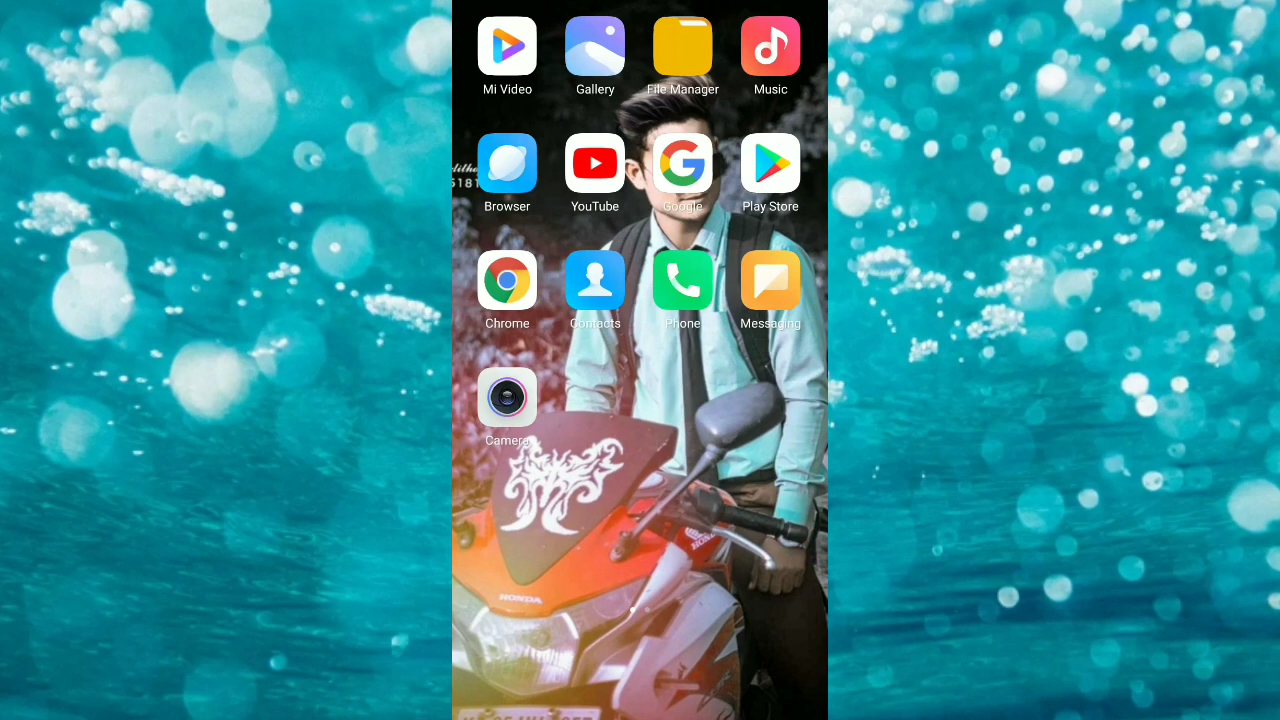 Mi Video Gallery File Manager Music
Browser YouTube Google Play Store
Chrome Contacts Phone Messaging
Camera
HONDA